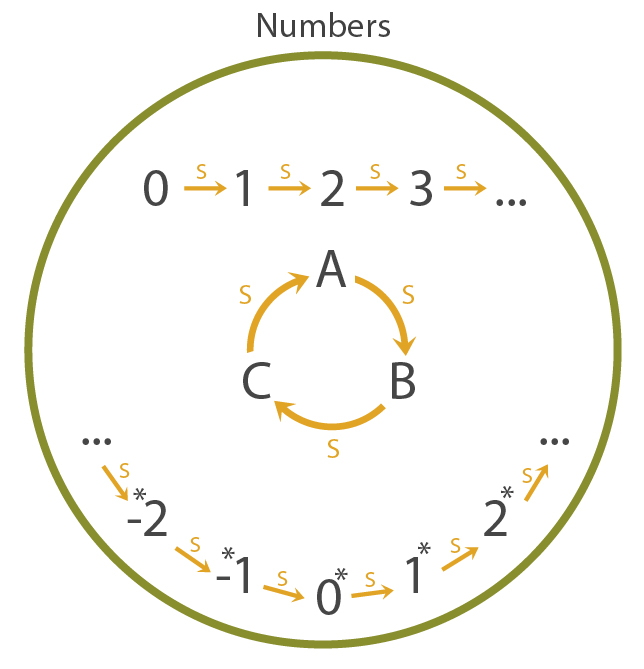 Numbers
S S S S
0 1 2 3 ...
A
S S
C B
S
... ...
S S
-2* 2*
S S
-1* 1*
S S
0*